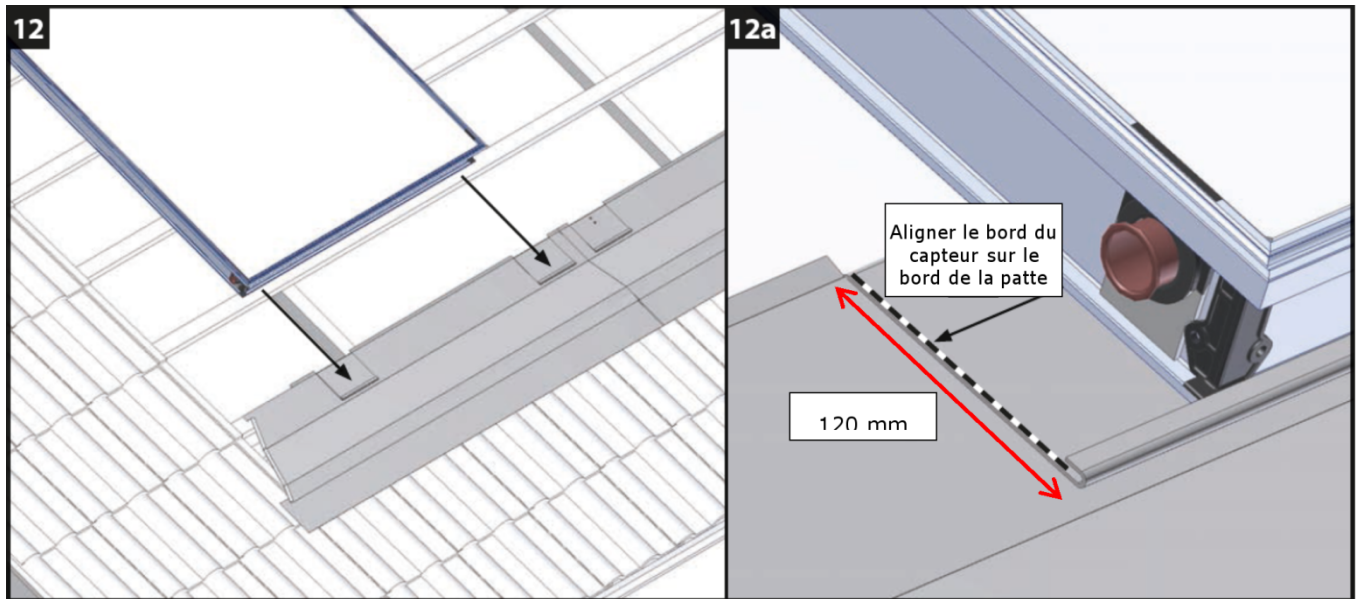 12
12a
Aligner le bord du
capteur sur le
bord de la patte
120 mm